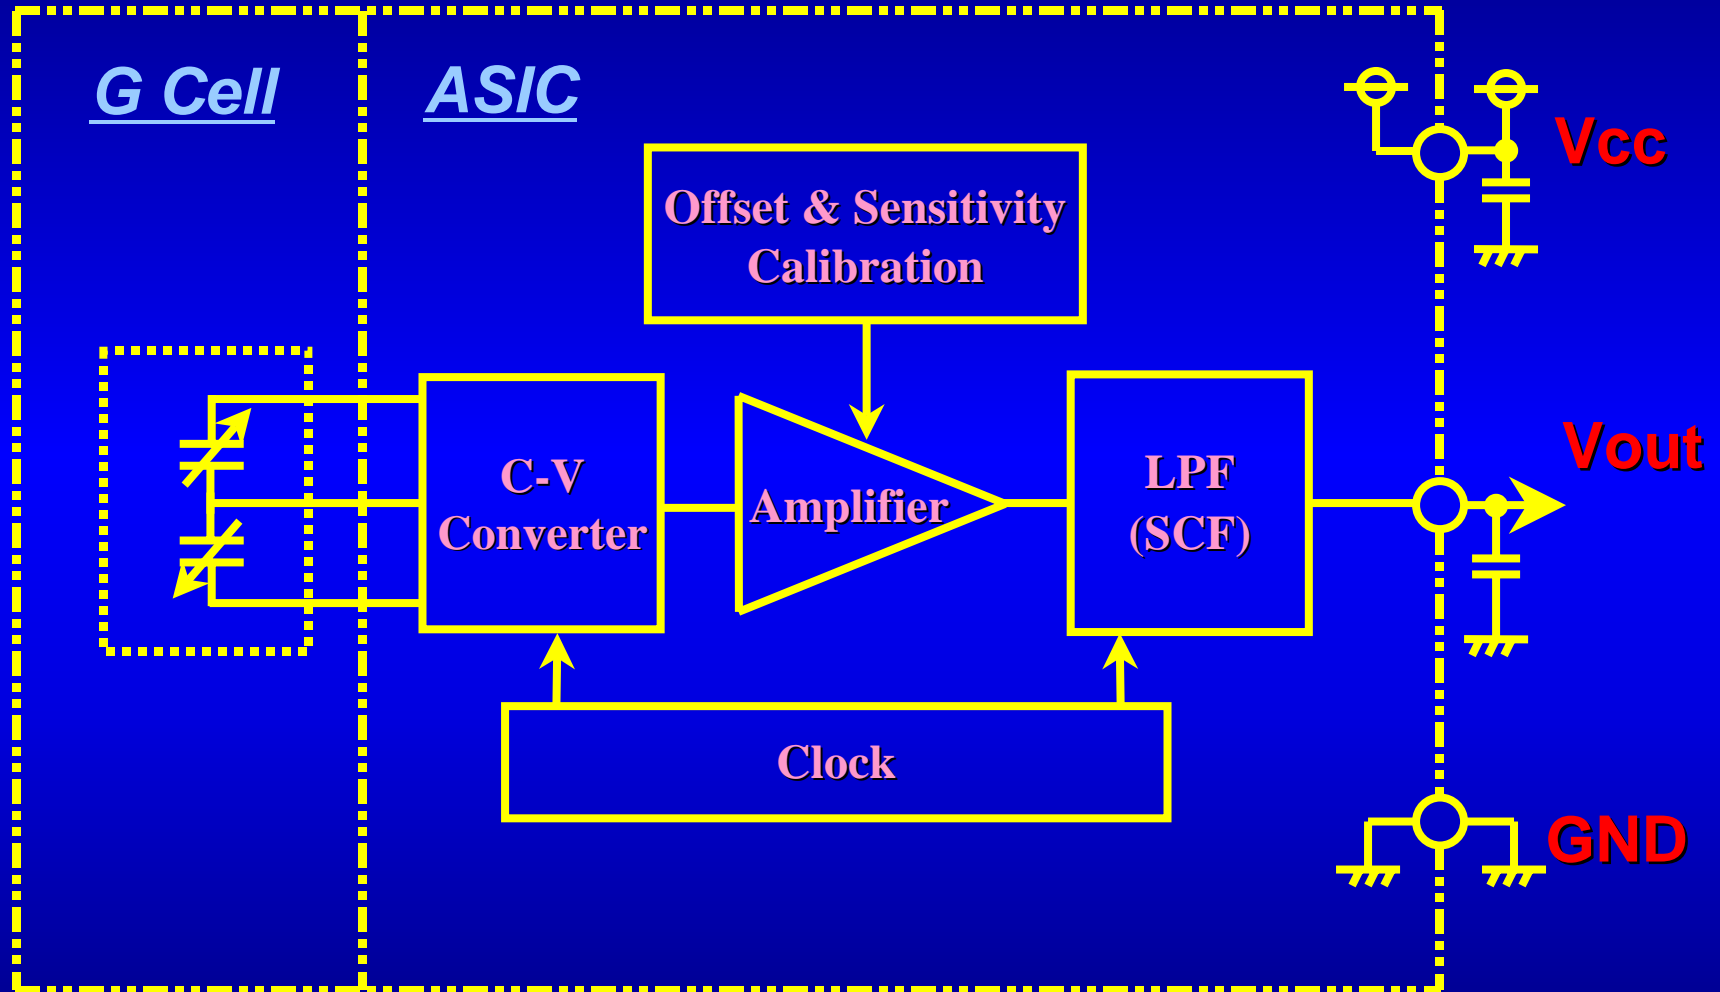 G Cell
ASIC
Offset & Sensitivity
Calibration
Vcc
C-V
Converter
Amplifier
LPF
(SCF)
Vout
Clock
GND